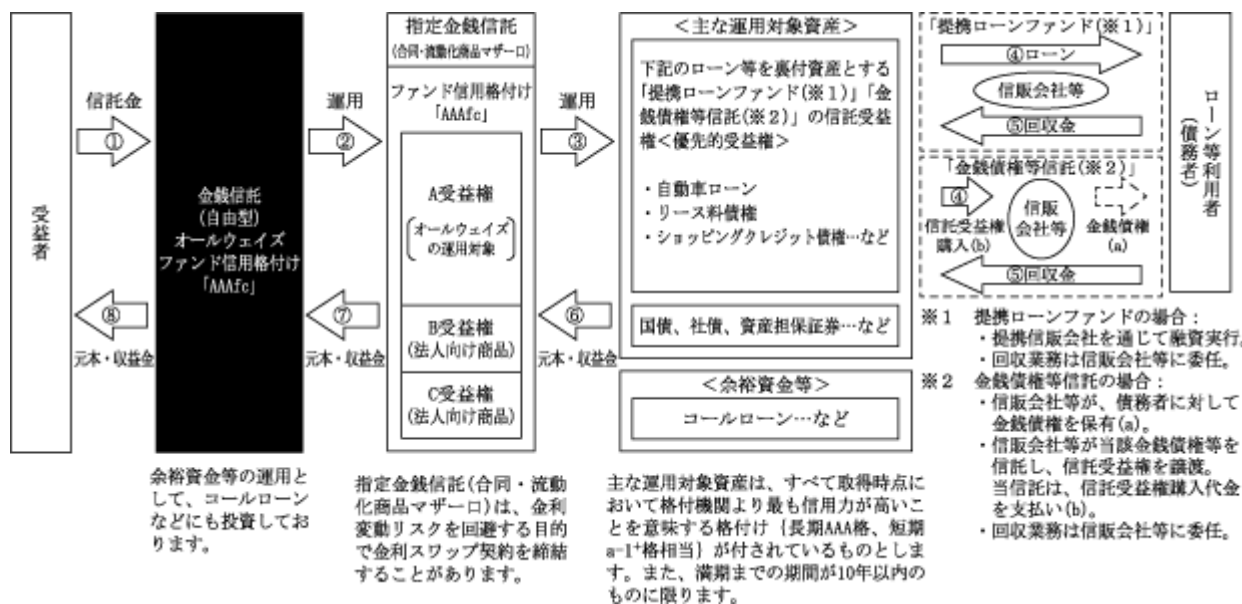 受益者
信託金
①
⑧
元本・収益金
金銭信託
(自由型)
オールウェイズ
ファンド信用格付け
「AAAfc」
余裕資金等の運用と
して、コールローン
などにも投資してお
ります。
運用
②
⑦
元本・収益金
指定金銭信託
(合同・流動化商品マザー口)
ファンド信用格付け
「AAAfc」
A受益権
オールウェイズ
の運用対象
B受益権
(法人向け商品)
C受益権
(法人向け商品)
指定金銭信託(合同・流動
化商品マザー口)は、金利
変動リスクを回避する目的
で金利スワップ契約を締結
することがあります。
運用
③
⑥
元本・収益金
＜主な運用対象資産＞
下記のローン等を裏付資産とする
「提携ローンファンド(※1)」「金
銭債権等信託(※2)」の信託受益
権＜優先的受益権＞
・自動車ローン
・リース料債権
・ショッピングクレジット債権…など
国債、社債、資産担保証券…など
＜余裕資金等＞
コールローン…など
主な運用対象資産は、すべて取得時点
において格付機関より最も信用力が高いこ
とを意味する格付け｛長期AAA格、短期
a-1⁺格相当｝が付されているものとしま
す。また、満期までの期間が10年以内の
ものに限ります。
「提携ローンファンド(※1)」
④ローン
信販会社等
⑤回収金
「金銭債権等信託(※2)」
④
信託受益権
購入(b)
信販
会社等
金銭債権
(a)
⑤回収金
ローン等利用者
(債務者)
※1 提携ローンファンドの場合：
・提携信販会社を通じて融資実行。
・回収業務は信販会社等に委任。
※2 金銭債権等信託の場合：
・信販会社等が、債務者に対して
金銭債権を保有(a)。
・信販会社等が当該金銭債権等を
信託し、信託受益権を譲渡。
当信託は、信託受益権購入代金
を支払い(b)。
・回収業務は信販会社等に委任。